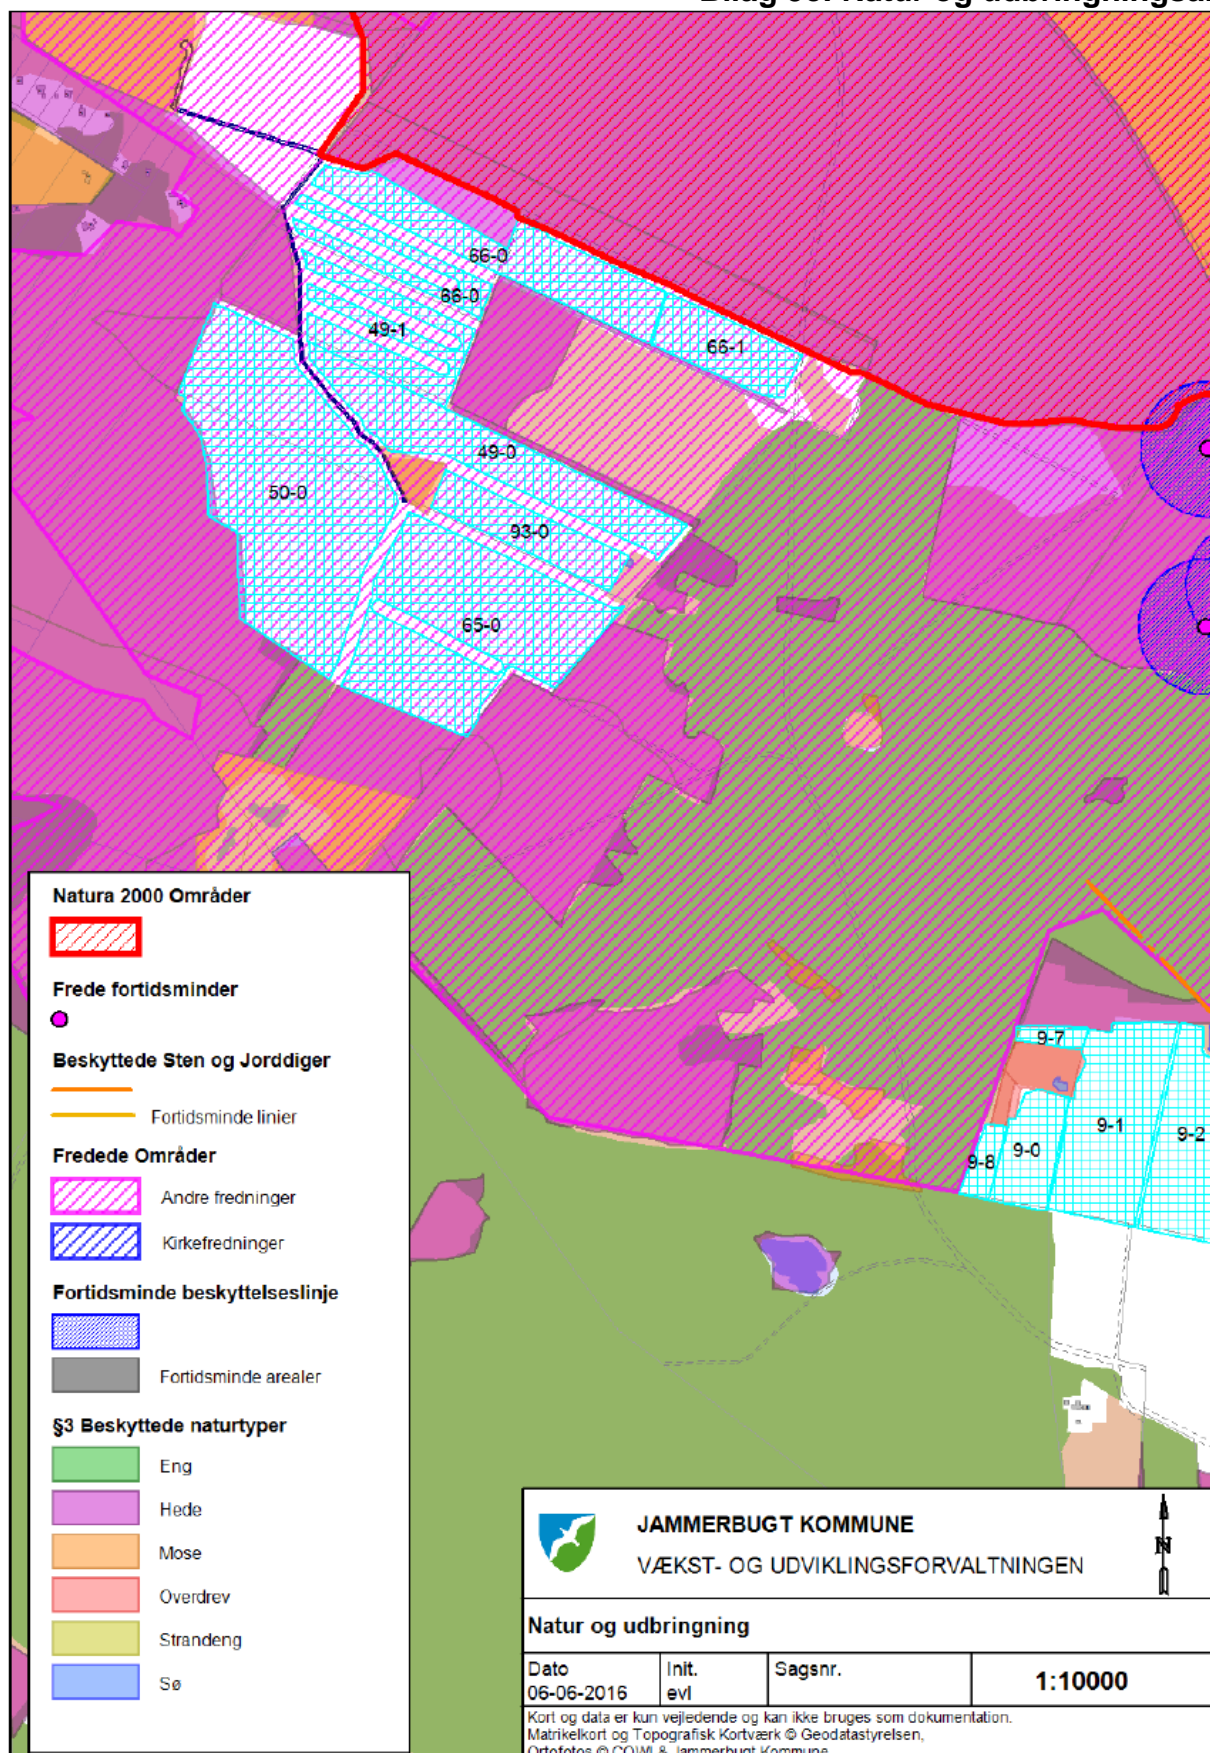 66-0
66-0
49-1
66-1
49-0
50-0
93-0
65-0
9-7
9-1
9-2
9-0
9-8
Natura 2000 Områder
Frede fortidsminder
Beskyttede Sten og Jorddiger
Fortidsminde linier
Fredede Områder
Andre fredninger
Kirkefredninger
Fortidsminde beskyttelseslinje
Fortidsminde arealer
§3 Beskyttede naturtyper
Eng
Hede
Mose
Overdrev
Strandeng
Sø
JAMMERBUGT KOMMUNE
VÆKST- OG UDVIKLINGSFORVALTNINGEN
N
Natur og udbringning
Dato
06-06-2016
Init.
evl
Sagsnr.
1:10000
Kort og data er kun vejledende og kan ikke bruges som dokumentation.
Matrikelkort og Topografisk Kortværk © Geodatastyrelsen,
Ortofotos © COWI & Jammerbugt Kommune